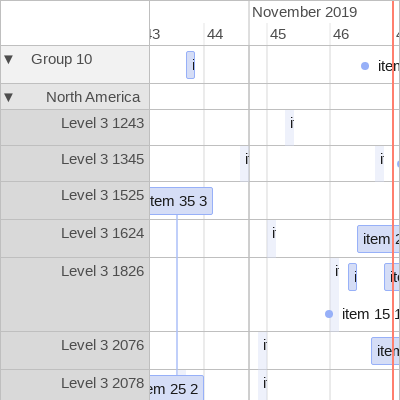 November 2019
43 44 45 46
▼ Group 10
item
▼ North America
Level 3 1243
Level 3 1345
Level 3 1525
item 35 3
Level 3 1624
item 2
Level 3 1826
item 15 1
Level 3 2076
item
Level 3 2078
item 25 2